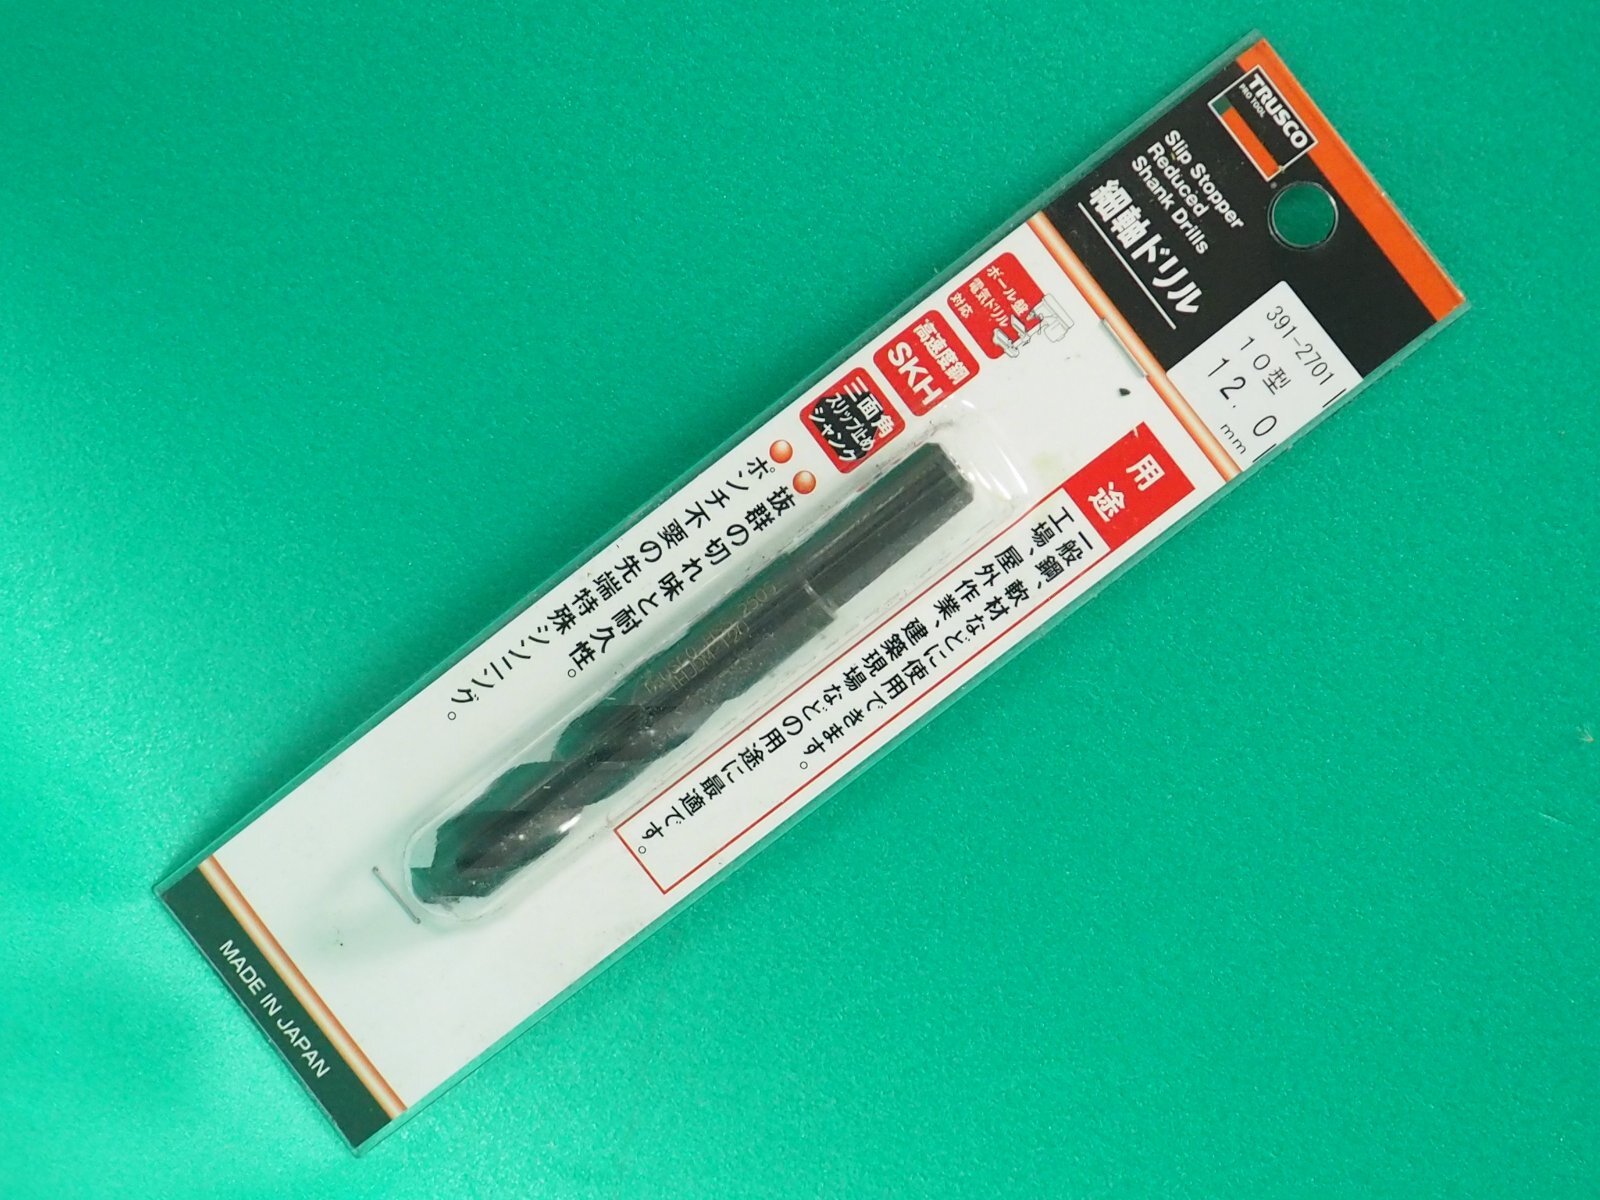 TRUSCO
PRO TOOL
Slip Stopper
Reduced
Shank Drills
細軸ドリル
391-2701
10型
12.0
mm
ボール盤
電気ドリル
対応
高速度鋼
SKH
三面角
スリップ止め
シャンク
用途
一般鋼、軟材などに使用できます。
工場、屋外作業、建築現場などの用途に最適です。
抜群の切れ味と耐久性。
ポンチ不要の先端特殊シンニング。
MADE IN JAPAN